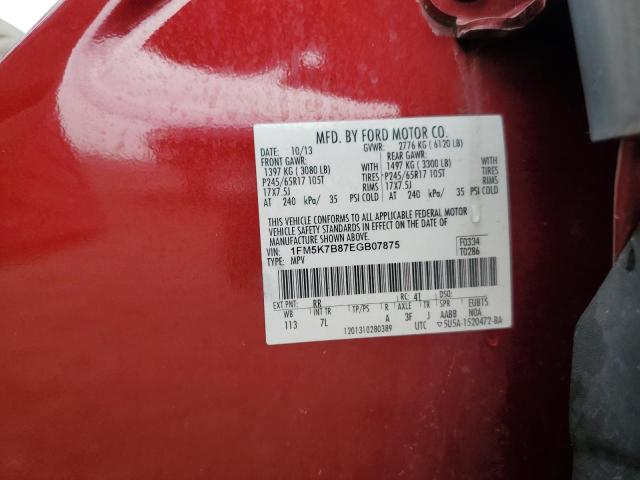 MFD. BY FORD MOTOR CO.
DATE: 10/13 GVWR: 2776 KG ( 6120 LB)
FRONT GAWR: REAR GAWR:
1397 KG ( 3080 LB) WITH 1497 KG ( 3300 LB) WITH
P245/65R17 105T TIRES P245/65R17 105T TIRES
17X7.5J RIMS 17X7.5J RIMS
AT 240 kPa/ 35 PSI COLD AT 240 kPa/ 35 PSI COLD
THIS VEHICLE CONFORMS TO ALL APPLICABLE FEDERAL MOTOR
VEHICLE SAFETY STANDARDS IN EFFECT ON THE DATE OF
MANUFACTURE SHOWN ABOVE.
VIN: 1FM5K7B87EGB07875 F0334
TYPE: MPV T0286
EXT PNT: RR RC: 41 DSO:
WB INT TR TP/PS R AXLE TR SPR EUBTS
113 7L A 3F J AABB N0A
1201310280389 UTC 5U5A-1520472-BA